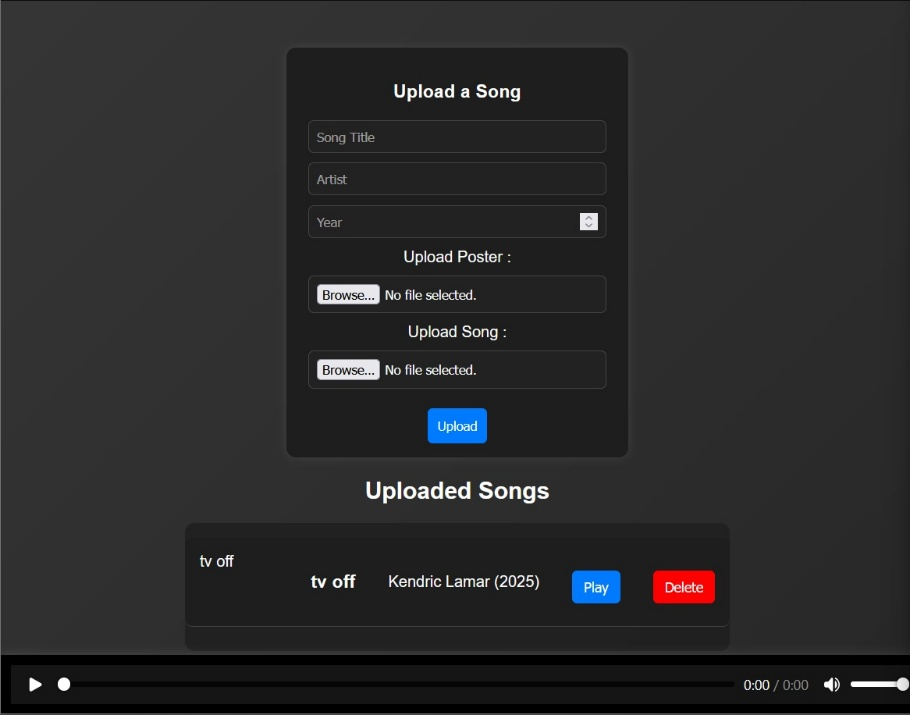 Upload a Song
Song Title
Artist
Year
Upload Poster :
Browse... No file selected.
Upload Song :
Browse... No file selected.
Upload
Uploaded Songs
tv off
tv off Kendric Lamar (2025) Play Delete
0:00 / 0:00